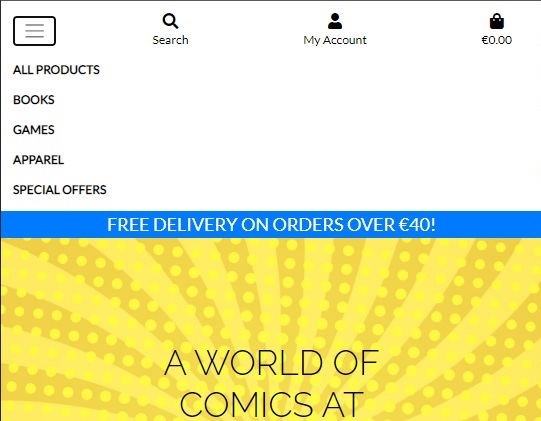 Search
My Account
€0.00
ALL PRODUCTS
BOOKS
GAMES
APPAREL
SPECIAL OFFERS
FREE DELIVERY ON ORDERS OVER €40!
A WORLD OF
COMICS AT